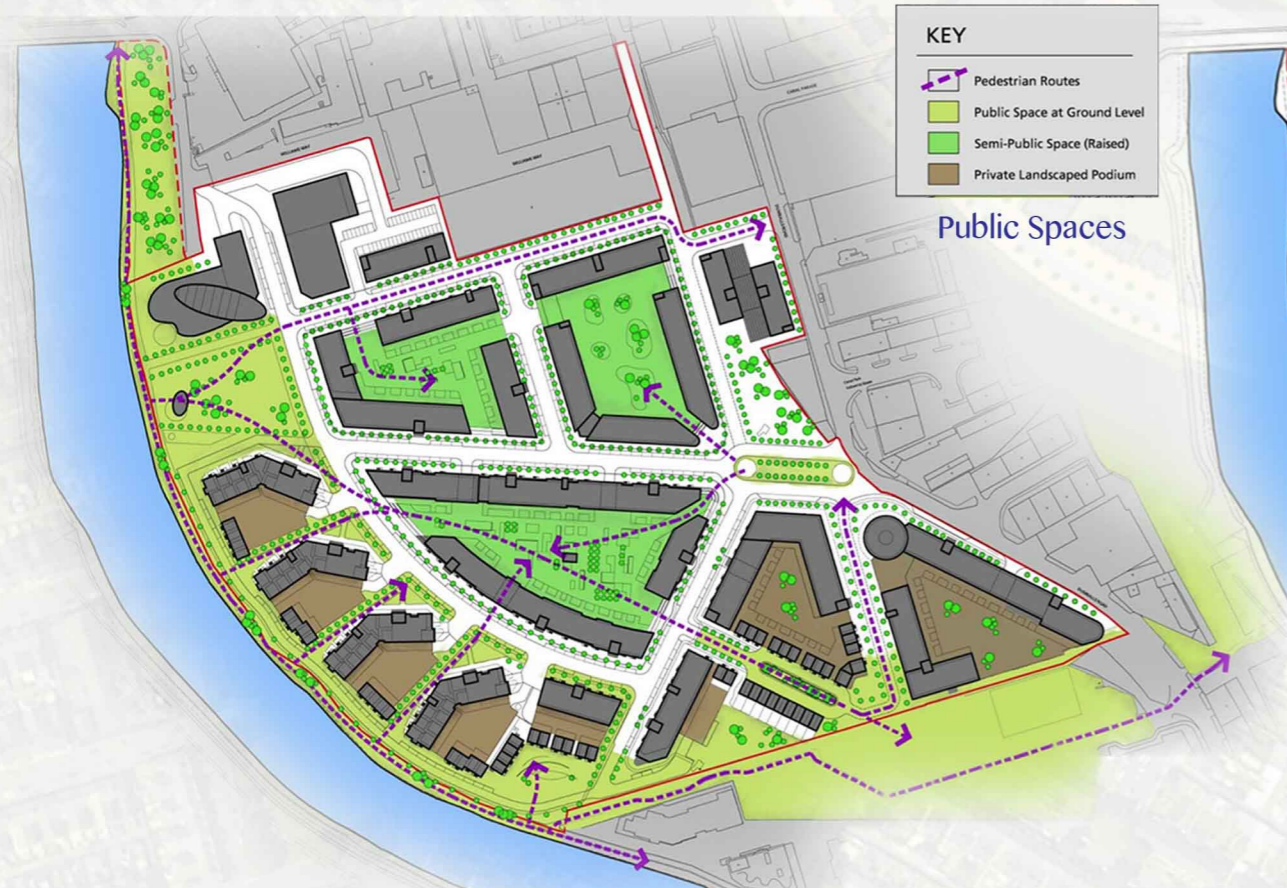 KEY
Pedestrian Routes
Public Space at Ground Level
Semi-Public Space (Raised)
Private Landscaped Podium
Public Spaces